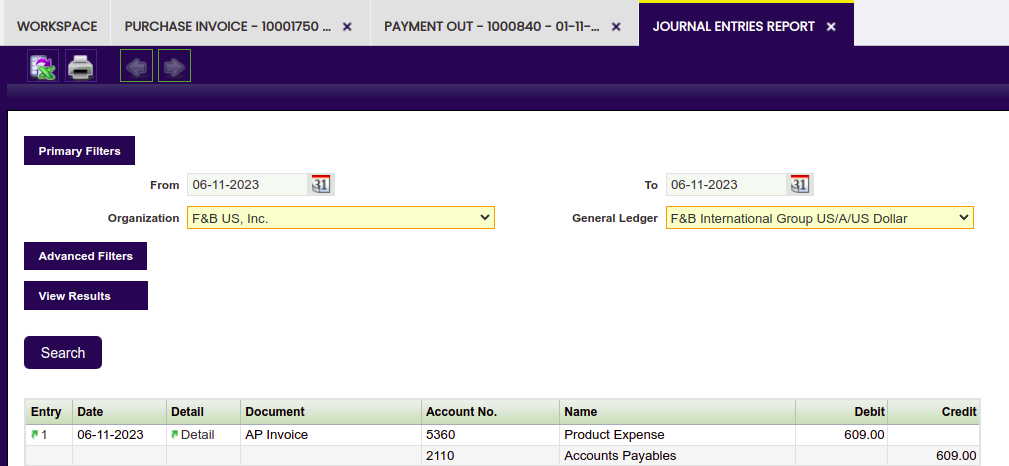 WORKSPACE PURCHASE INVOICE - 10001750 ... × PAYMENT OUT - 1000840 - 01-11-... × JOURNAL ENTRIES REPORT ×
Primary Filters
From 06-11-2023 31 To 06-11-2023 31
Organization F&B US, Inc. General Ledger F&B International Group US/A/US Dollar
Advanced Filters
View Results
Search
Entry Date Detail Document Account No. Name Debit Credit
1 06-11-2023 Detail AP Invoice 5360 Product Expense 609.00
2110 Accounts Payables 609.00